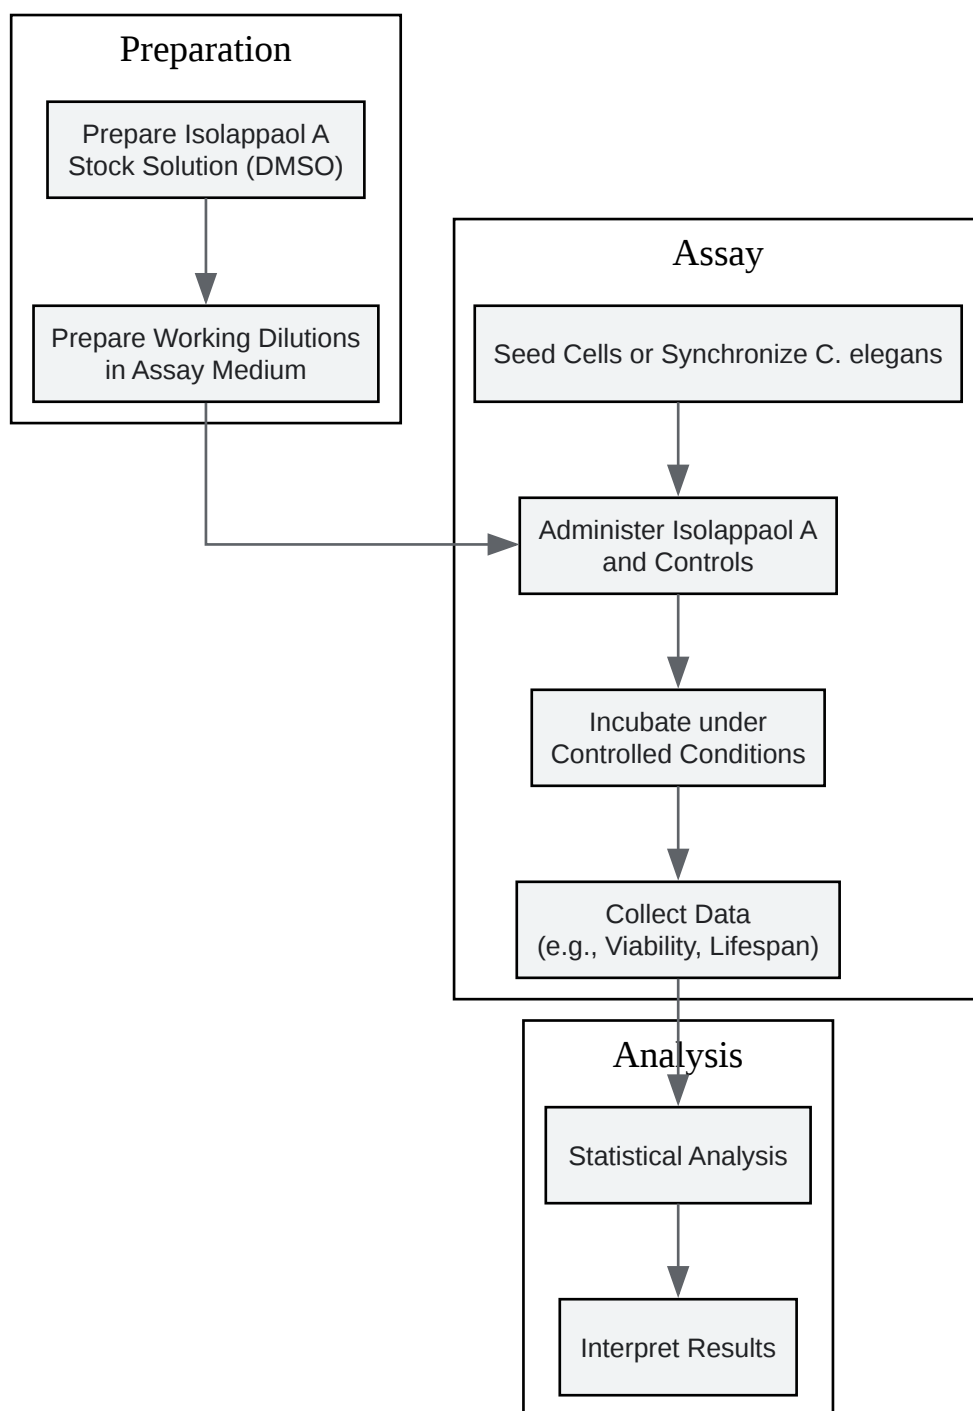 Preparation
Prepare Isolappaol A
Stock Solution (DMSO)
Prepare Working Dilutions
in Assay Medium
Assay
Seed Cells or Synchronize C. elegans
Administer Isolappaol A
and Controls
Incubate under
Controlled Conditions
Collect Data
(e.g., Viability, Lifespan)
Analysis
Statistical Analysis
Interpret Results